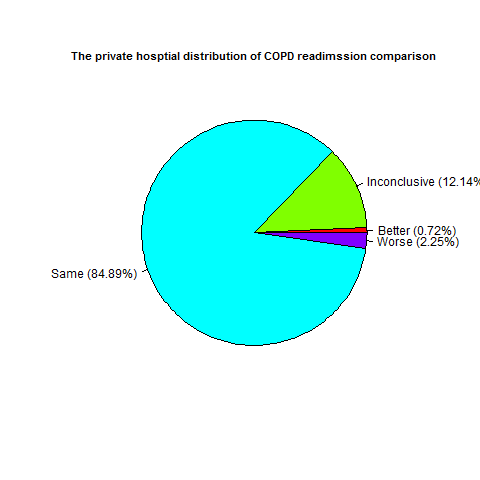 The private hosptial distribution of COPD readimssion comparison
Inconclusive (12.14%
Better (0.72%)
Worse (2.25%)
Same (84.89%)